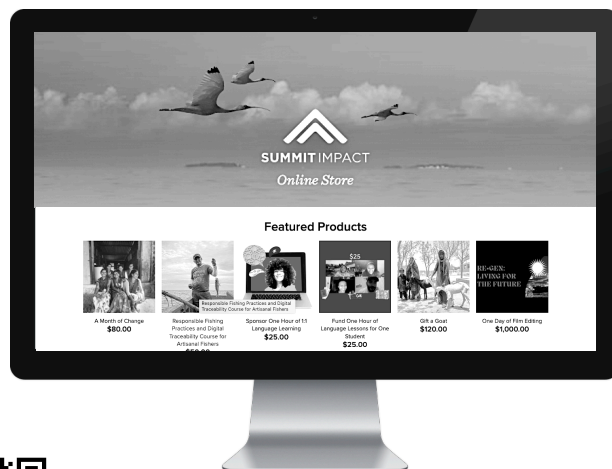 SUMMIT IMPACT
Online Store
Featured Products
$25
RE-GEN:
LIVING FOR
THE FUTURE
Responsible Fishing Practices and Digital
Traceability Course for Artisanal Fishers
A Month of Change
$80.00
Responsible Fishing
Practices and Digital
Traceability Course for
Artisanal Fishers
$50.00
Sponsor One Hour of 1:1
Language Learning
$25.00
Fund One Hour of
Language Lessons for One
Student
$25.00
Gift a Goat
$120.00
One Day of Film Editing
$1,000.00